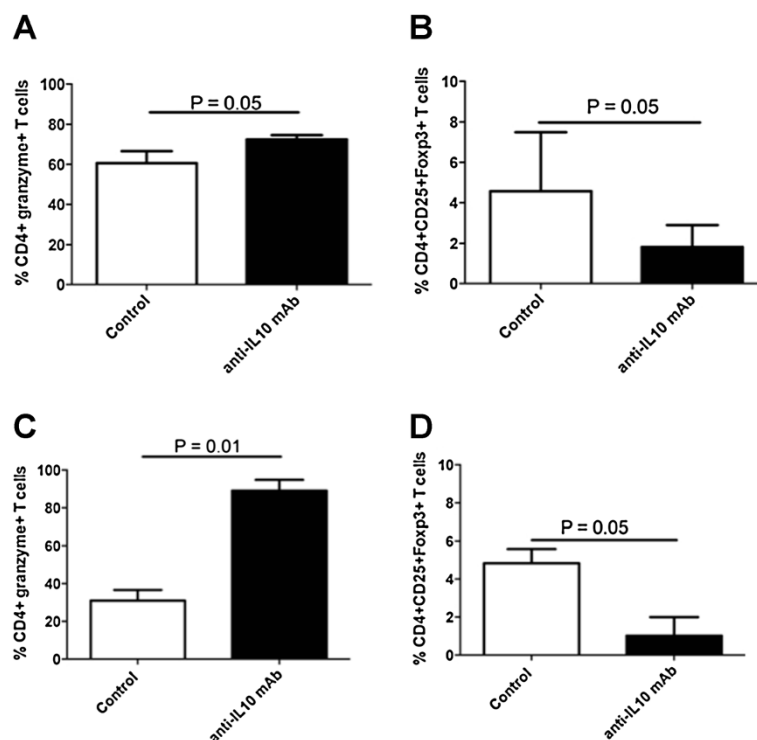 A
% CD4+ granzyme+ T cells
100
80
60
40
20
0
P = 0.05
Control
anti-IL10 mAb
B
% CD4+CD25+Foxp3+ T cells
10
8
6
4
2
0
P = 0.05
Control
anti-IL10 mAb
C
% CD4+ granzyme+ T cells
100
80
60
40
20
0
P = 0.01
Control
anti-IL10 mAb
D
% CD4+CD25+Foxp3+ T cells
10
8
6
4
2
0
P = 0.05
Control
anti-IL10 mAb